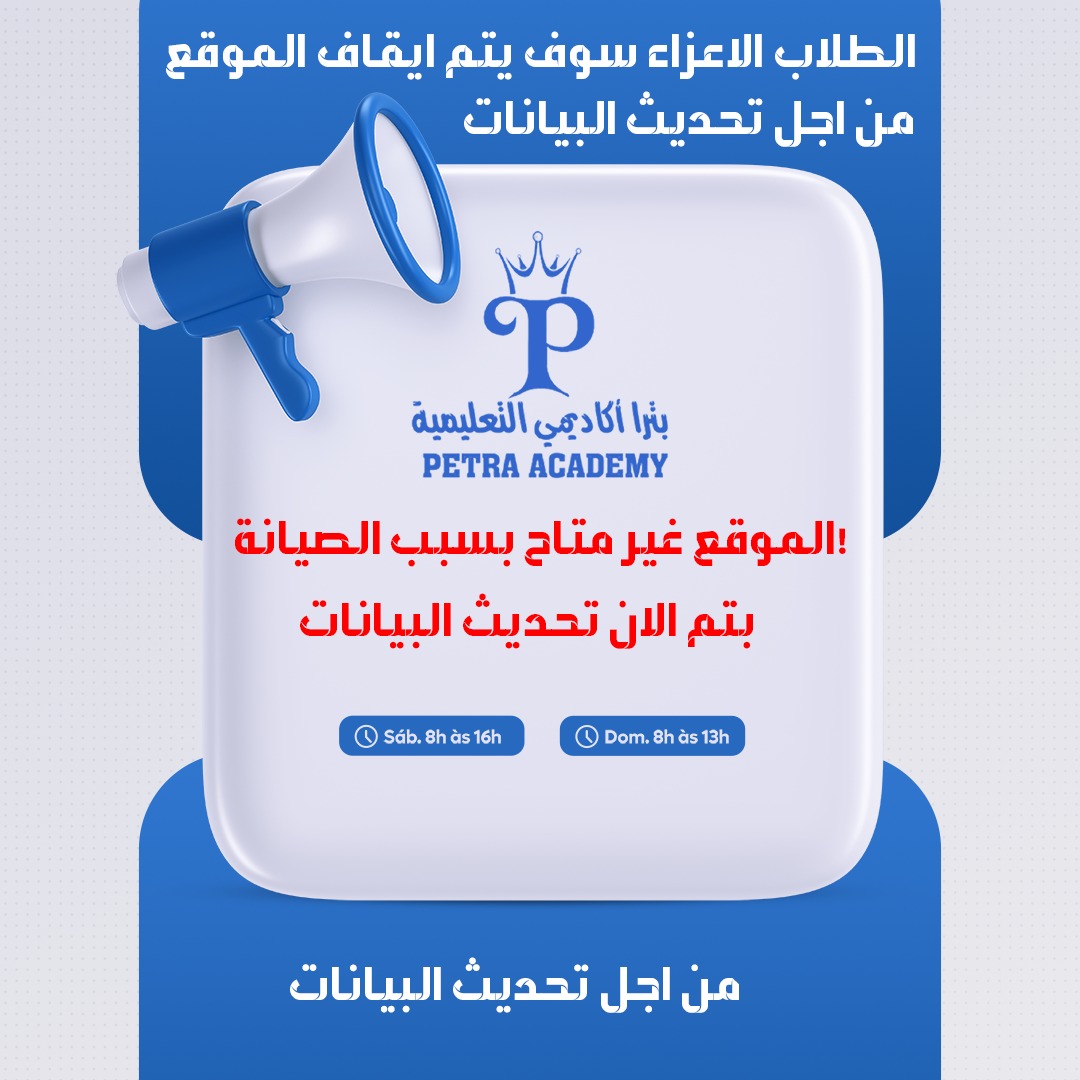 الطلاب الاعزاء سوف يتم ايقاف الموقع
من اجل تحديث البيانات
P
بترا أكاديمي التعليمية
PETRA ACADEMY
الموقع غير متاح بسبب الصيانة!
بتم الان تحديث البيانات
Sáb. 8h às 16h
Dom. 8h às 13h
من اجل تحديث البيانات